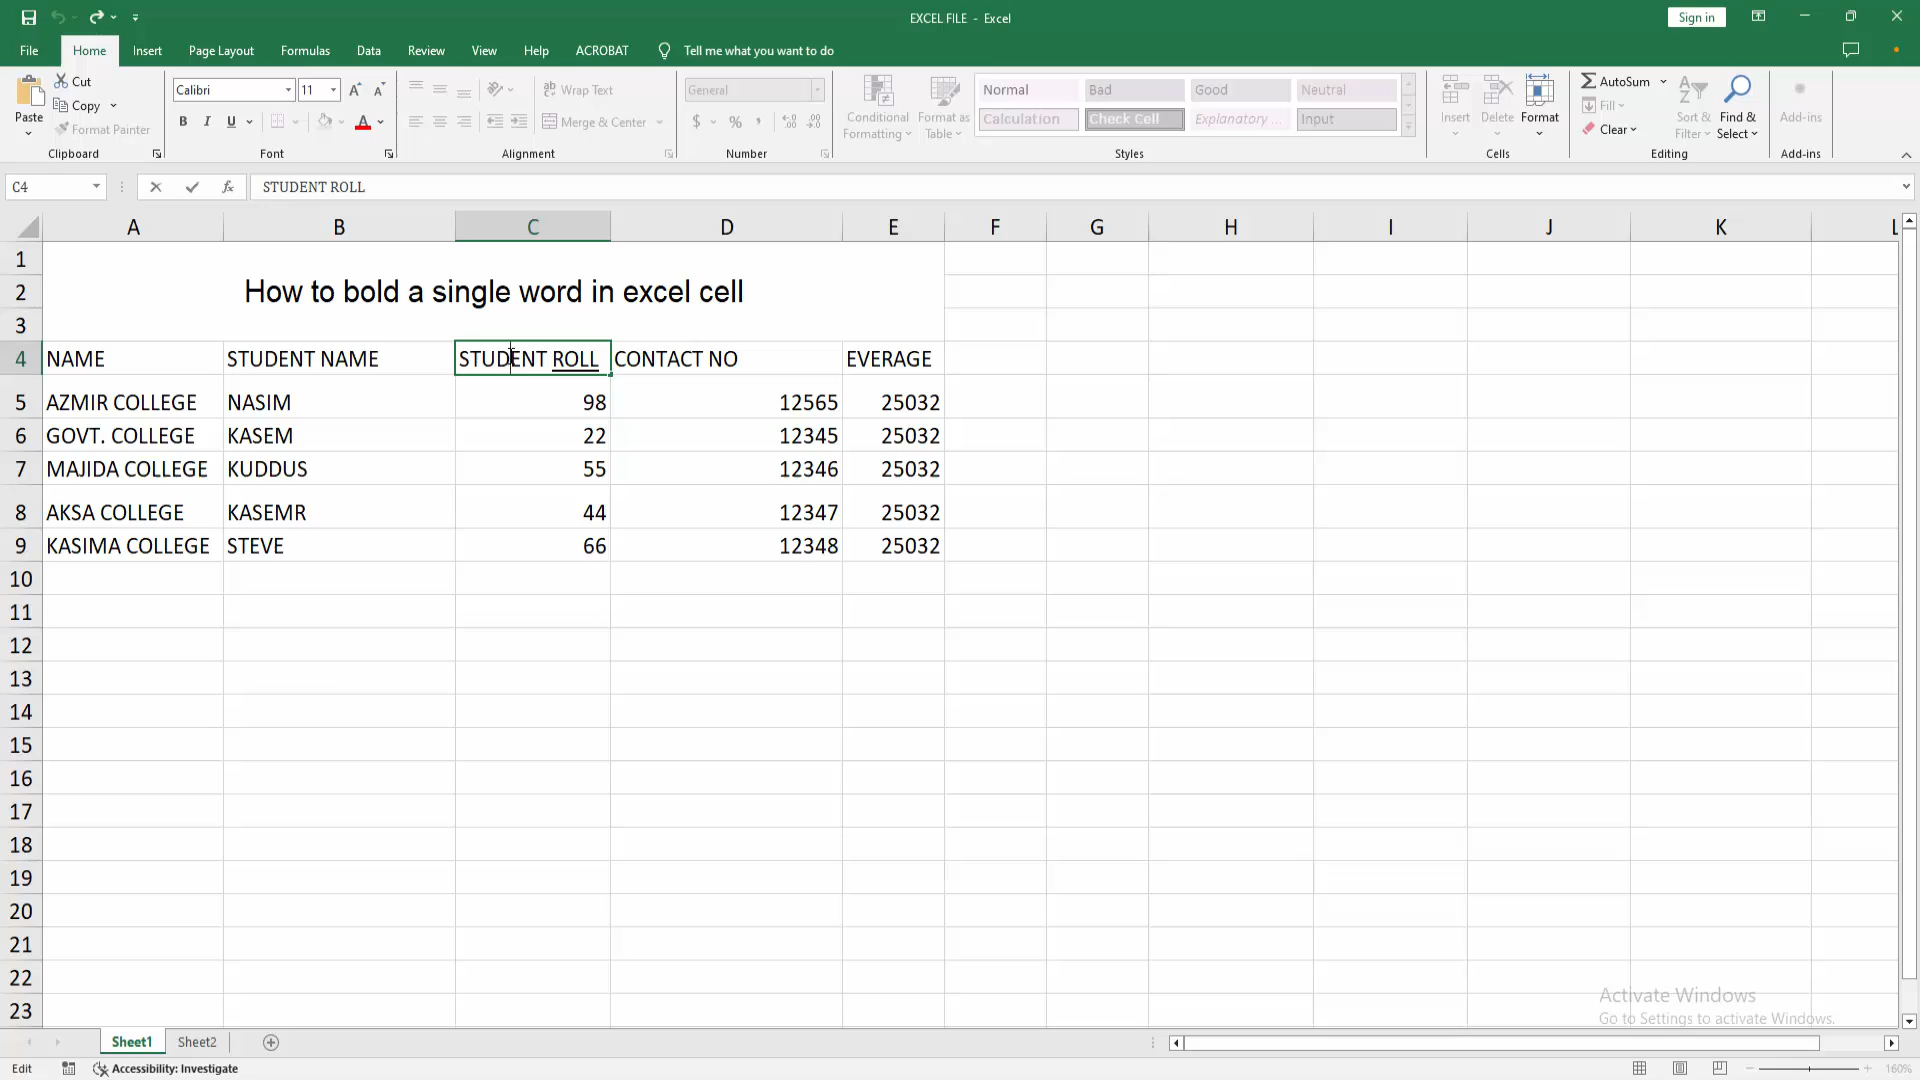 EXCEL FILE - Excel
Sign in
File Home Insert Page Layout Formulas Data Review View Help ACROBAT Tell me what you want to do
Paste
Cut
Copy
Format Painter
Clipboard
Calibri 11
B I U
Font
Wrap Text
Merge & Center
Alignment
General
$ % ,
Number
Conditional Formatting
Format as Table
Normal Bad Good Neutral
Calculation Check Cell Explanatory ... Input
Styles
Insert Delete Format
Cells
AutoSum
Fill
Clear
Sort & Filter
Find & Select
Editing
Add-ins
Add-ins
C4 fx STUDENT ROLL
A B C D E F G H I J K L
1
2 How to bold a single word in excel cell
3
4 NAME STUDENT NAME STUDENT ROLL CONTACT NO EVERAGE
5 AZMIR COLLEGE NASIM 98 12565 25032
6 GOVT. COLLEGE KASEM 22 12345 25032
7 MAJIDA COLLEGE KUDDUS 55 12346 25032
8 AKSA COLLEGE KASEMR 44 12347 25032
9 KASIMA COLLEGE STEVE 66 12348 25032
10
11
12
13
14
15
16
17
18
19
20
21
22
23
Activate Windows
Go to Settings to activate Windows.
Sheet1 Sheet2
Edit Accessibility: Investigate 160%